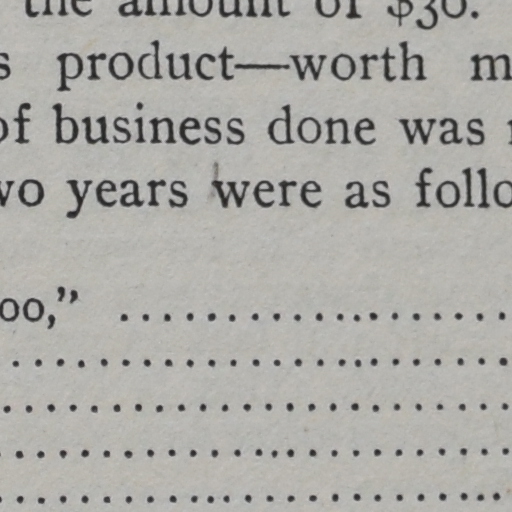 the amount of $30.
s product—worth m
of business done was
wo years were as follo
oo,” ..................
.......................
.......................
.......................
.......................